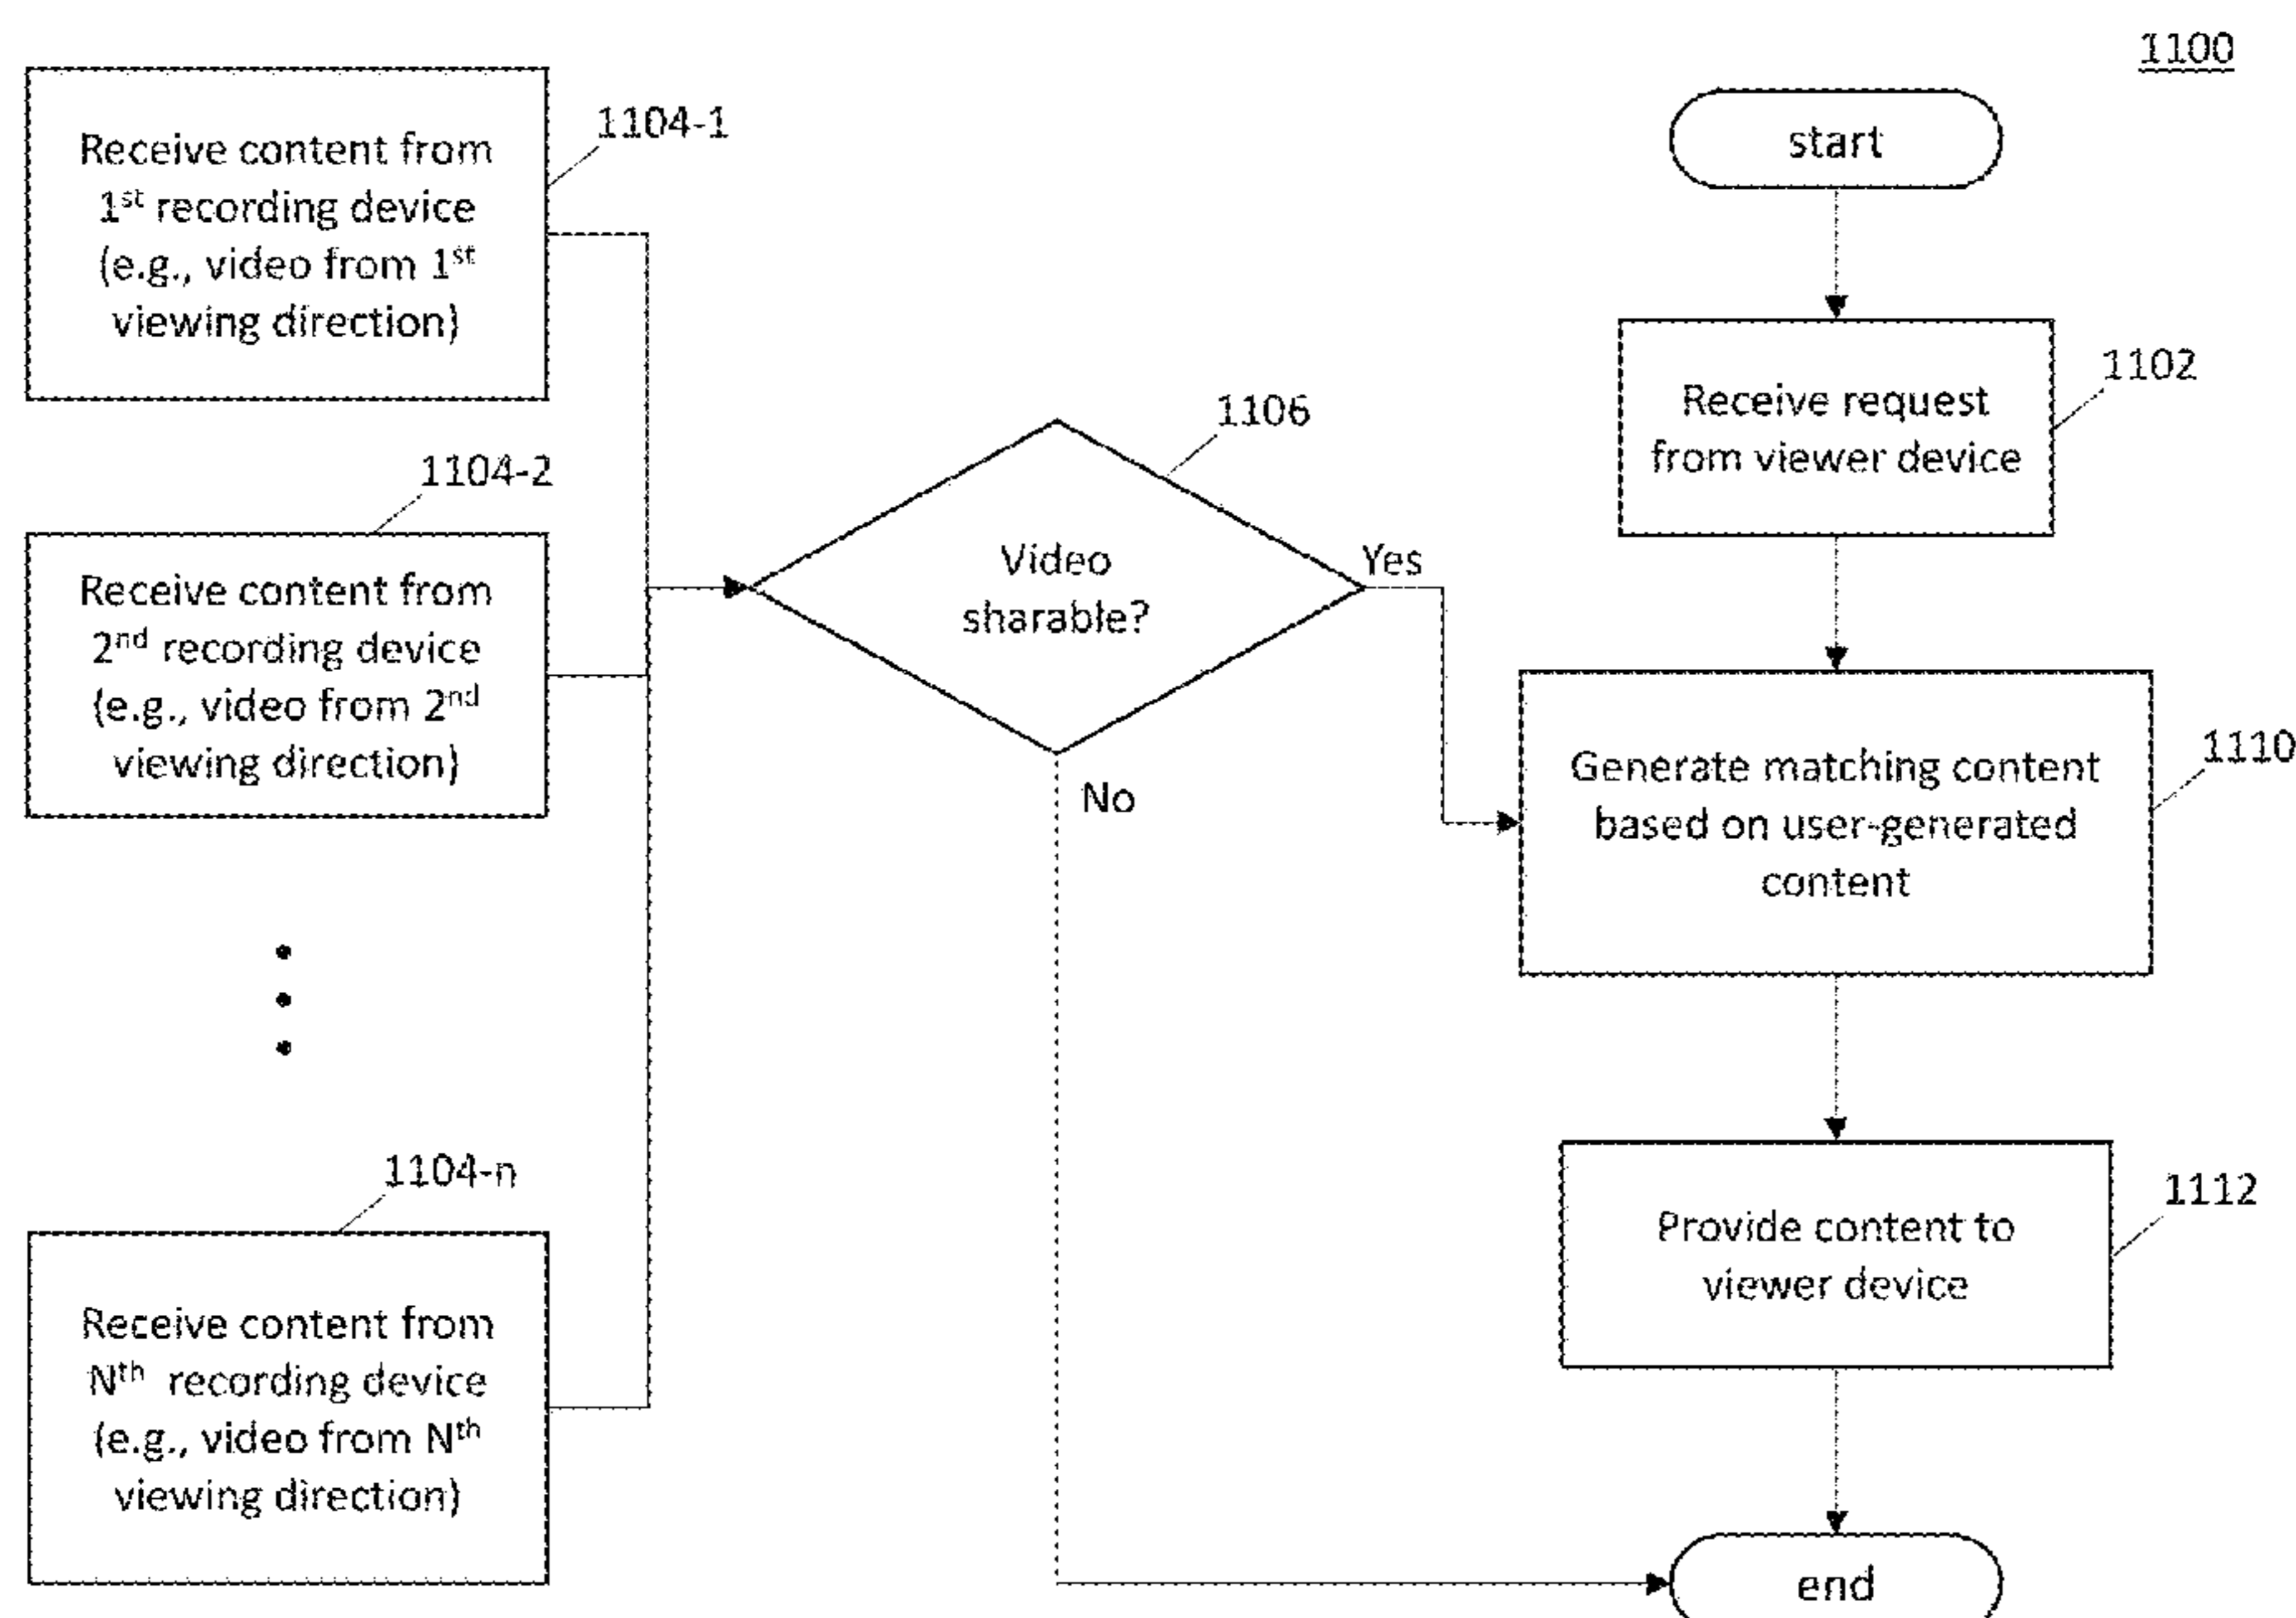 1100
start
1104-1
Receive content from
1st recording device
(e.g., video from 1st
viewing direction)
1102
Receive request
from viewer device
1106
Video
sharable?
Yes
No
1104-2
Receive content from
2nd recording device
(e.g., video from 2nd
viewing direction)
1110
Generate matching content
based on user-generated
content
1104-n
Receive content from
Nth recording device
(e.g., video from Nth
viewing direction)
1112
Provide content to
viewer device
end